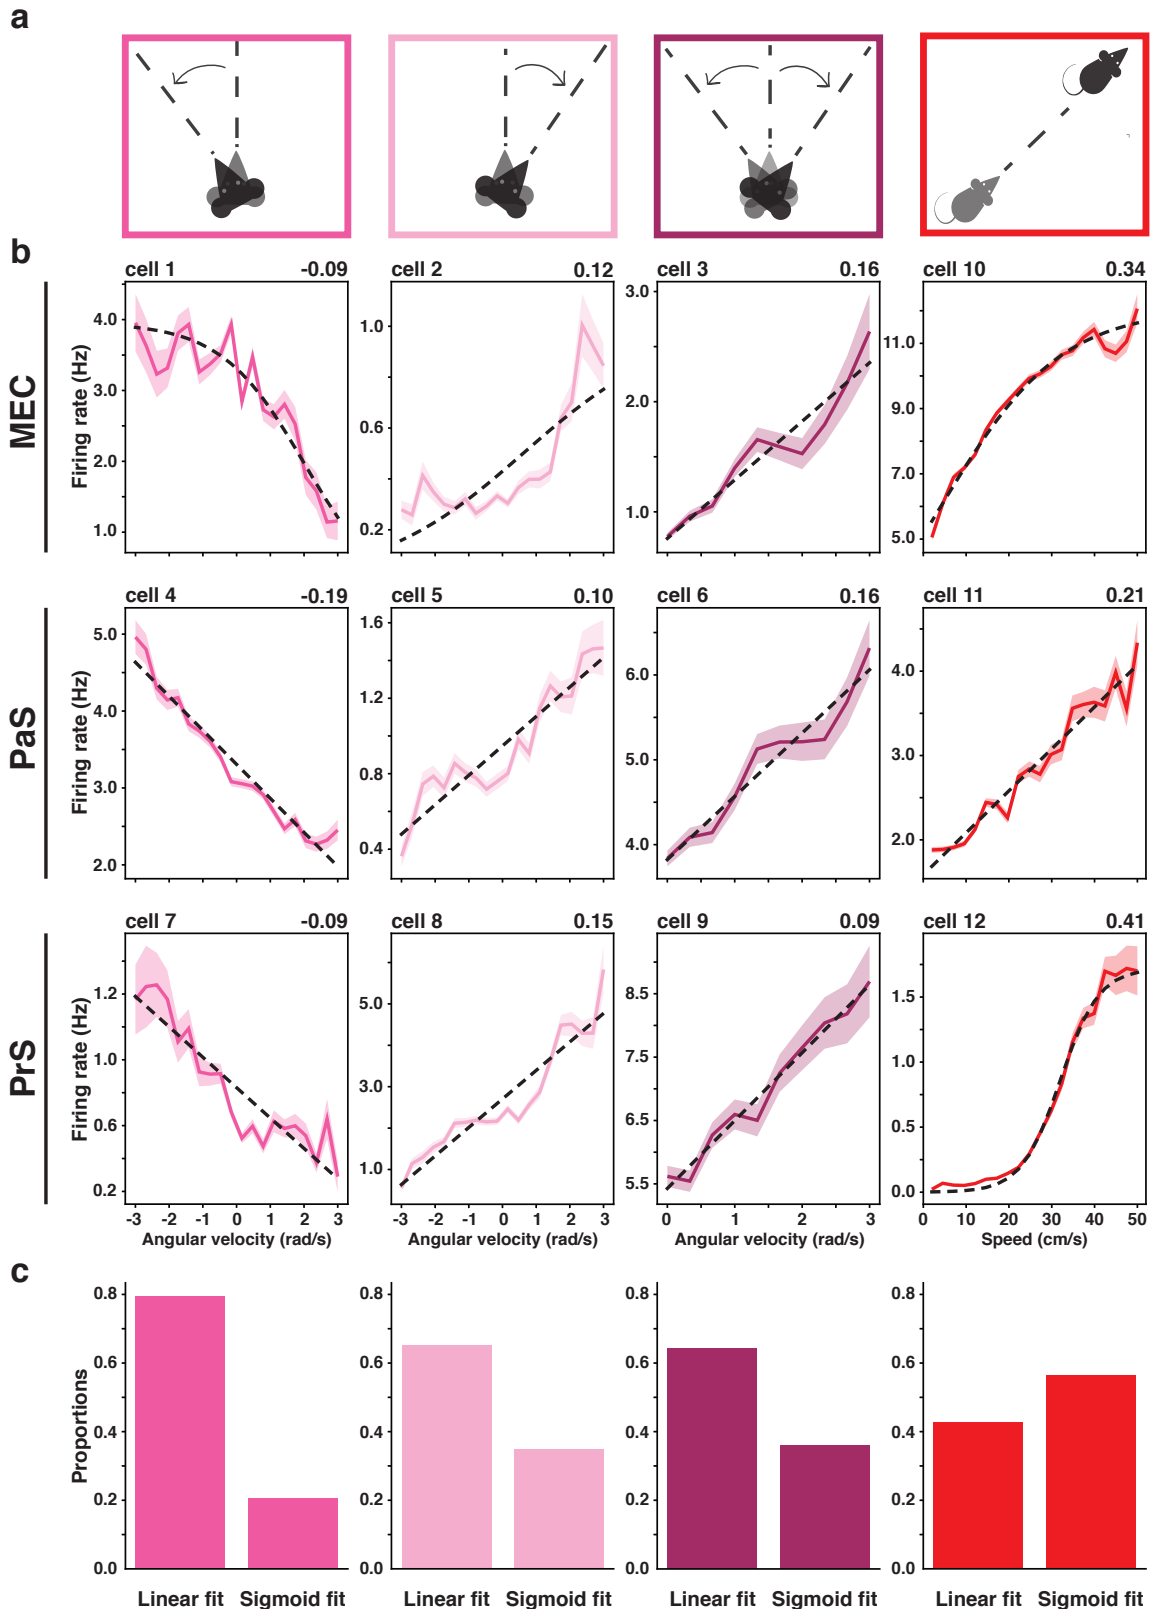 a
b
cell 1 -0.09 cell 2 0.12 cell 3 0.16 cell 10 0.34
MEC
Firing rate (Hz)
4.0 3.0 2.0 1.0
1.0 0.6 0.2
3.0 2.0 1.0
11.0 9.0 7.0 5.0
cell 4 -0.19 cell 5 0.10 cell 6 0.16 cell 11 0.21
PaS
Firing rate (Hz)
5.0 4.0 3.0 2.0
1.6 1.2 0.8 0.4
6.0 5.0 4.0
4.0 3.0 2.0
cell 7 -0.09 cell 8 0.15 cell 9 0.09 cell 12 0.41
PrS
Firing rate (Hz)
1.2 1.0 0.6 0.2
5.0 3.0 1.0
8.5 7.5 6.5 5.5
1.5 1.0 0.5 0.0
-3 -2 -1 0 1 2 3
-3 -2 -1 0 1 2 3
0 1 2 3
0 10 20 30 40 50
Angular velocity (rad/s) Angular velocity (rad/s) Speed (cm/s)
c
Proportions
0.8 0.6 0.4 0.2 0.0
0.8 0.6 0.4 0.2 0.0
0.8 0.6 0.4 0.2 0.0
0.8 0.6 0.4 0.2 0.0
Linear fit Sigmoid fit Linear fit Sigmoid fit Linear fit Sigmoid fit Linear fit Sigmoid fit